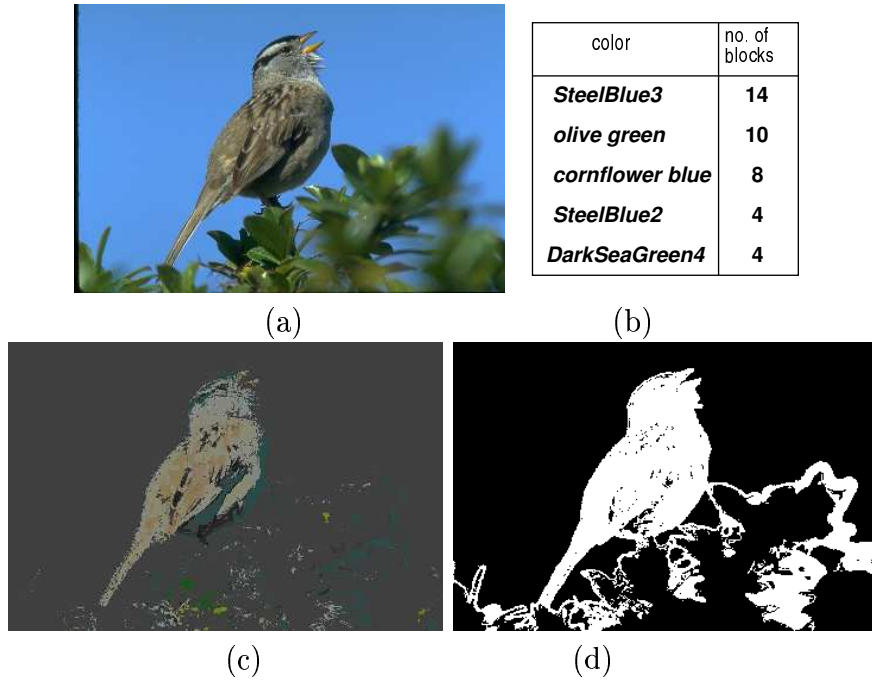 color no. of blocks
SteelBlue3 14
olive green 10
cornflower blue 8
SteelBlue2 4
DarkSeaGreen4 4
(a) (b)
(c) (d)